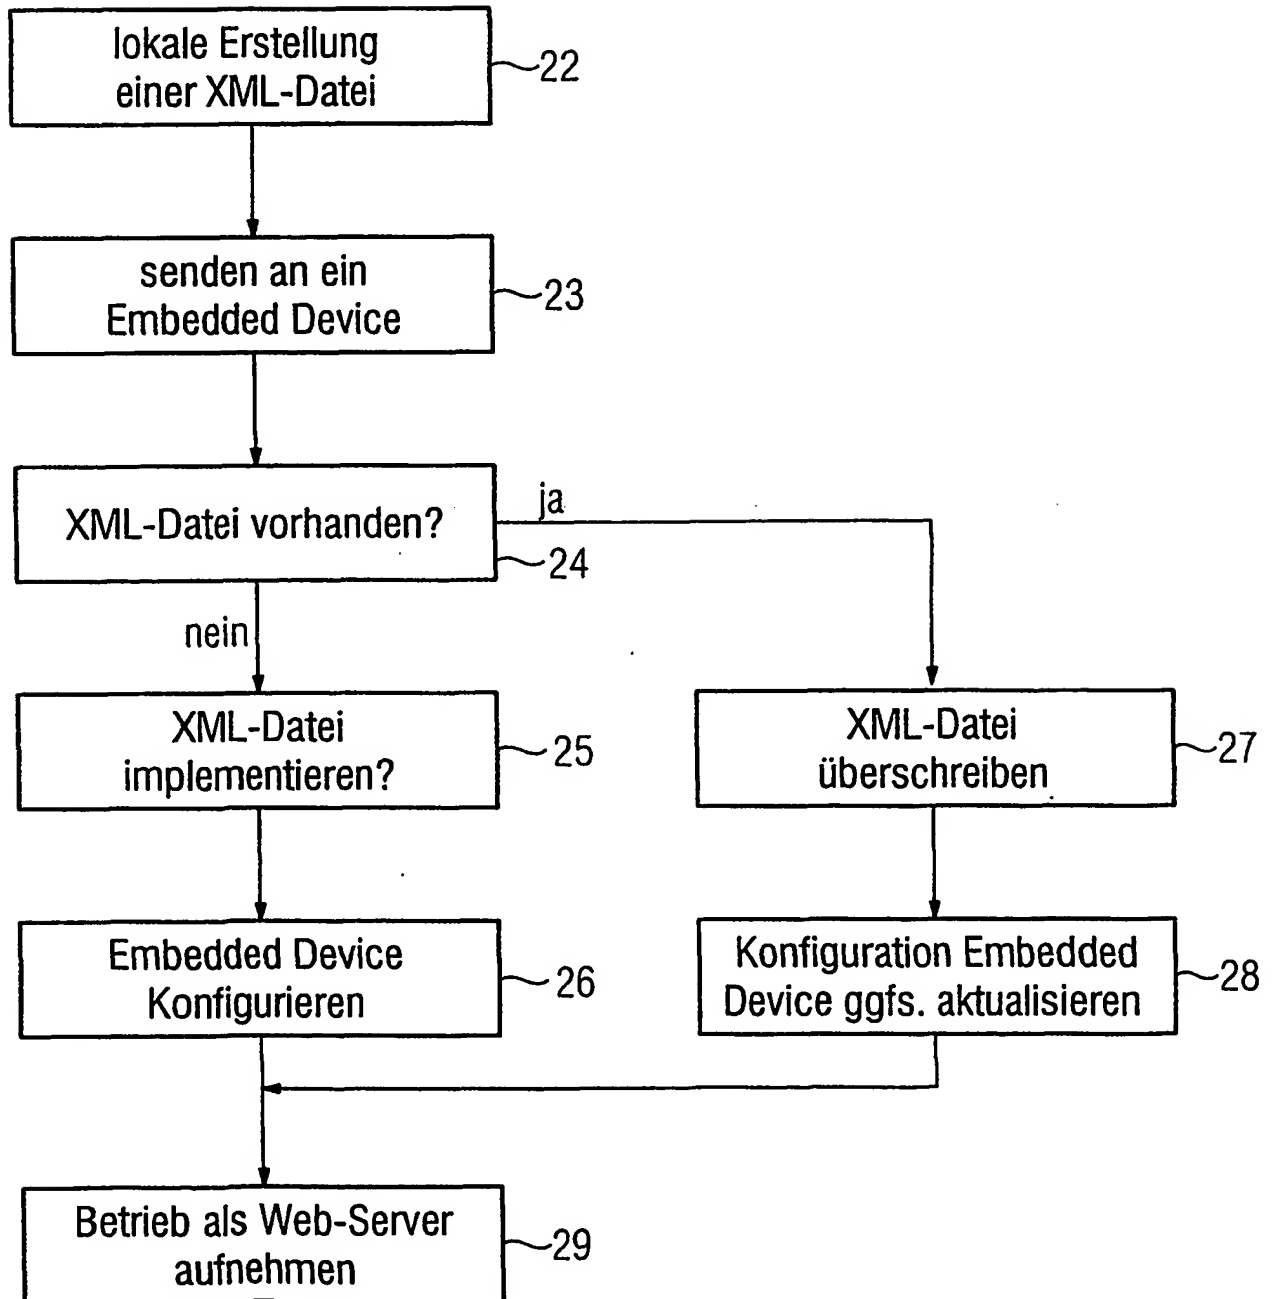 lokale Erstellung
einer XML-Datei
22
senden an ein
Embedded Device
23
XML-Datei vorhanden?
ja
24
nein
XML-Datei
implementieren?
25
XML-Datei
überschreiben
27
Embedded Device
Konfigurieren
26
Konfiguration Embedded
Device ggfs. aktualisieren
28
Betrieb als Web-Server
aufnehmen
29